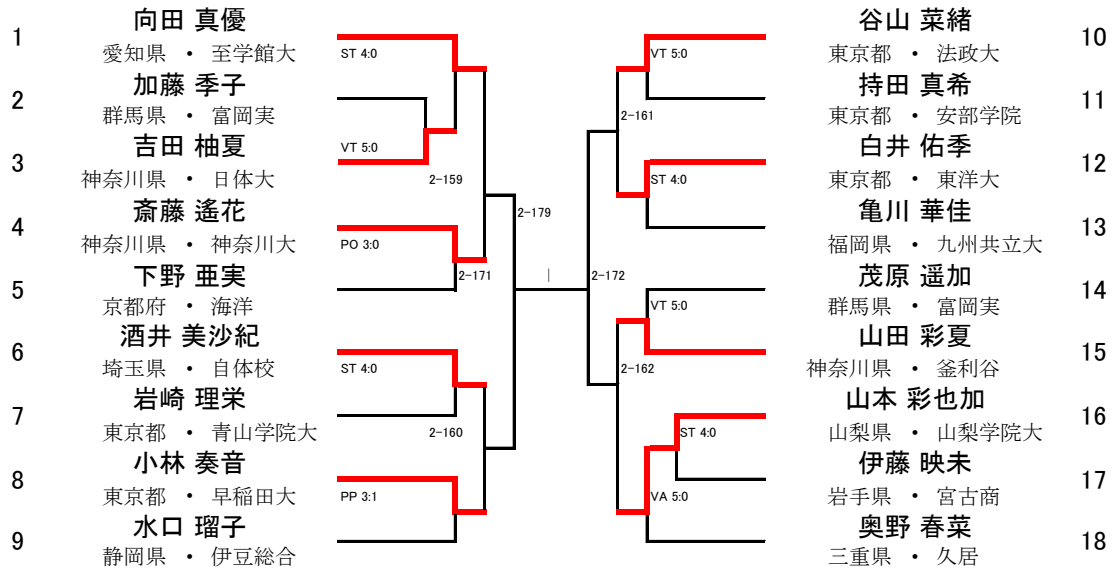 1
向田 真優
愛知県 ・ 至学館大
ST 4:0
2
加藤 季子
群馬県 ・ 富岡実
3
吉田 柚夏
神奈川県 ・ 日体大
VT 5:0
2-159
4
斎藤 遙花
神奈川県 ・ 神奈川大
PO 3:0
2-179
5
下野 亜実
京都府 ・ 海洋
2-171
6
酒井 美沙紀
埼玉県 ・ 自体校
ST 4:0
7
岩崎 理栄
東京都 ・ 青山学院大
2-160
8
小林 奏音
東京都 ・ 早稲田大
PP 3:1
9
水口 瑠子
静岡県 ・ 伊豆総合
谷山 菜緒
東京都 ・ 法政大
10
VT 5:0
持田 真希
東京都 ・ 安部学院
11
2-161
白井 佑季
東京都 ・ 東洋大
12
ST 4:0
亀川 華佳
福岡県 ・ 九州共立大
13
2-172
茂原 遥加
群馬県 ・ 富岡実
14
VT 5:0
山田 彩夏
神奈川県 ・ 釜利谷
15
2-162
山本 彩也加
山梨県 ・ 山梨学院大
16
ST 4:0
伊藤 映未
岩手県 ・ 宮古商
17
VA 5:0
奥野 春菜
三重県 ・ 久居
18